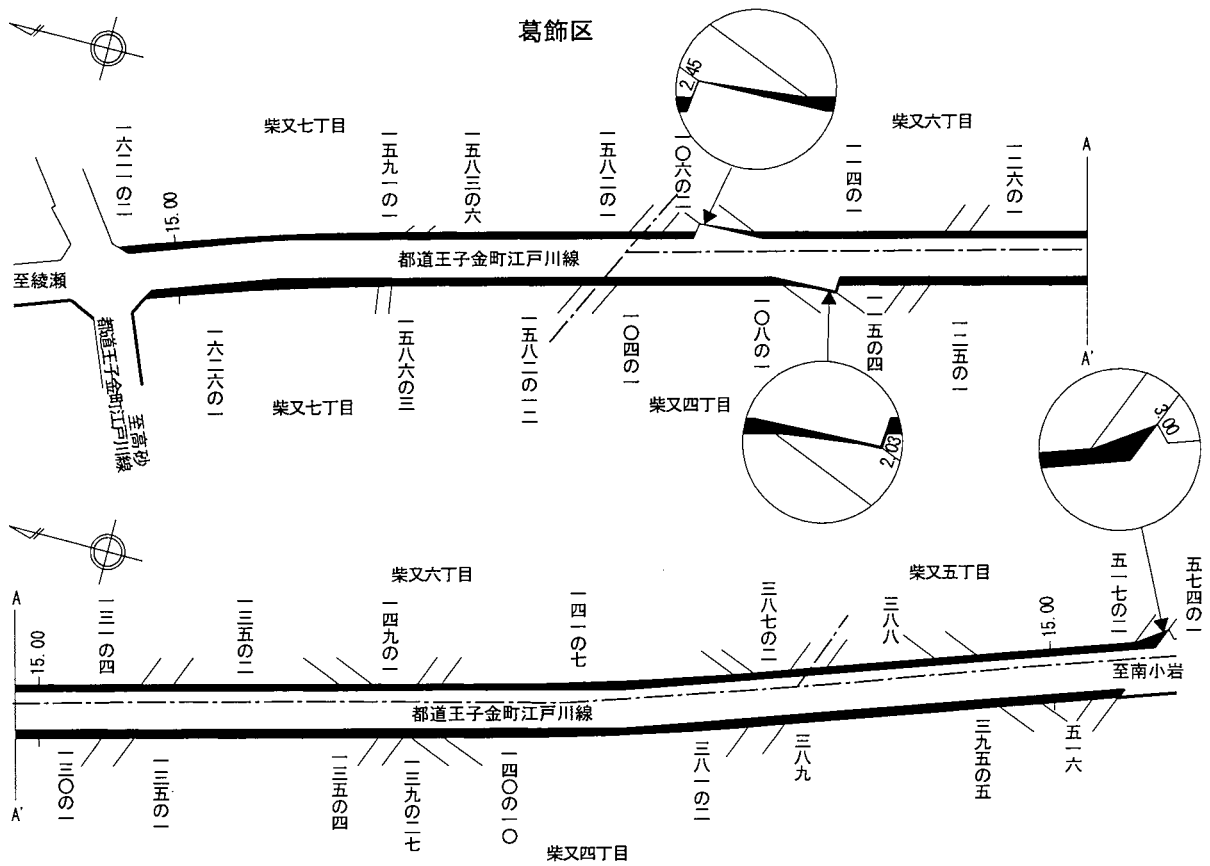 葛飾区
2.45
柴又七丁目
柴又六丁目
一六二一の二
一五九一の一
一五八三の六
一五八二の一
一〇六の二
一一四の一
一二六の一
A
15.00
都道王子金町江戸川線
至綾瀬
都道王子金町江戸川線
至高砂
一六二六の一
一五八六の三
一五八二の一二
一〇四の一
一〇八の一
一一五の四
一二五の一
A'
柴又七丁目
柴又四丁目
2.03
3.00
柴又六丁目
柴又五丁目
A
15.00
一三一の四
一三五の二
一四九の一
一四一の七
三八七の二
三八八
15.00
五一七の二
五七四の一
至南小岩
都道王子金町江戸川線
A'
一三〇の一
一三五の一
一三五の四
一三九の二七
一四〇の一〇
三八一の二
三八九
三九五の五
五一六
柴又四丁目